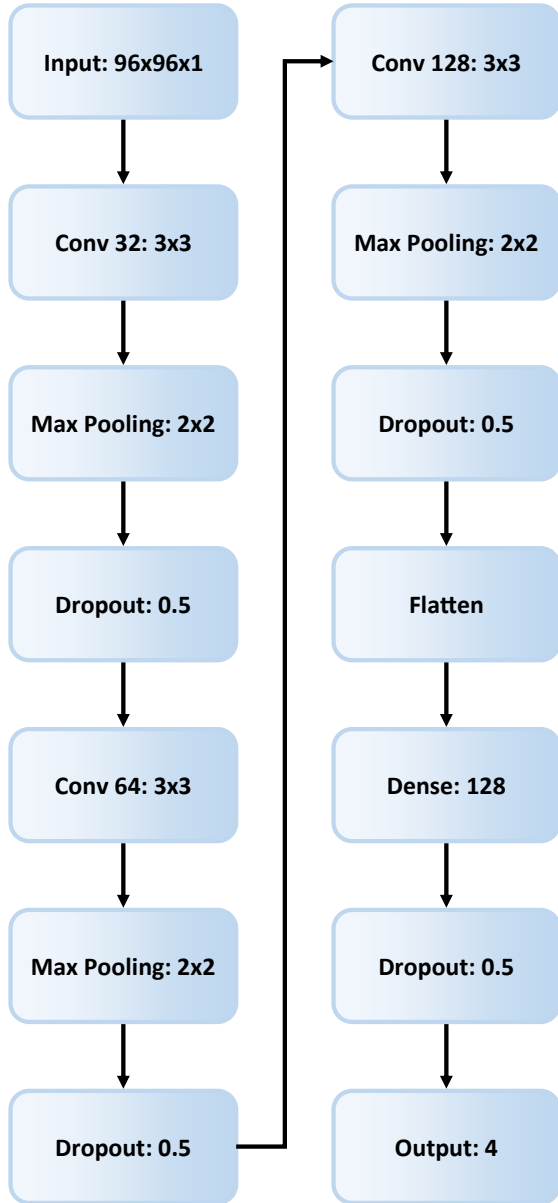 Input: 96x96x1
Conv 32: 3x3
Max Pooling: 2x2
Dropout: 0.5
Conv 64: 3x3
Max Pooling: 2x2
Dropout: 0.5
Conv 128: 3x3
Max Pooling: 2x2
Dropout: 0.5
Flatten
Dense: 128
Dropout: 0.5
Output: 4